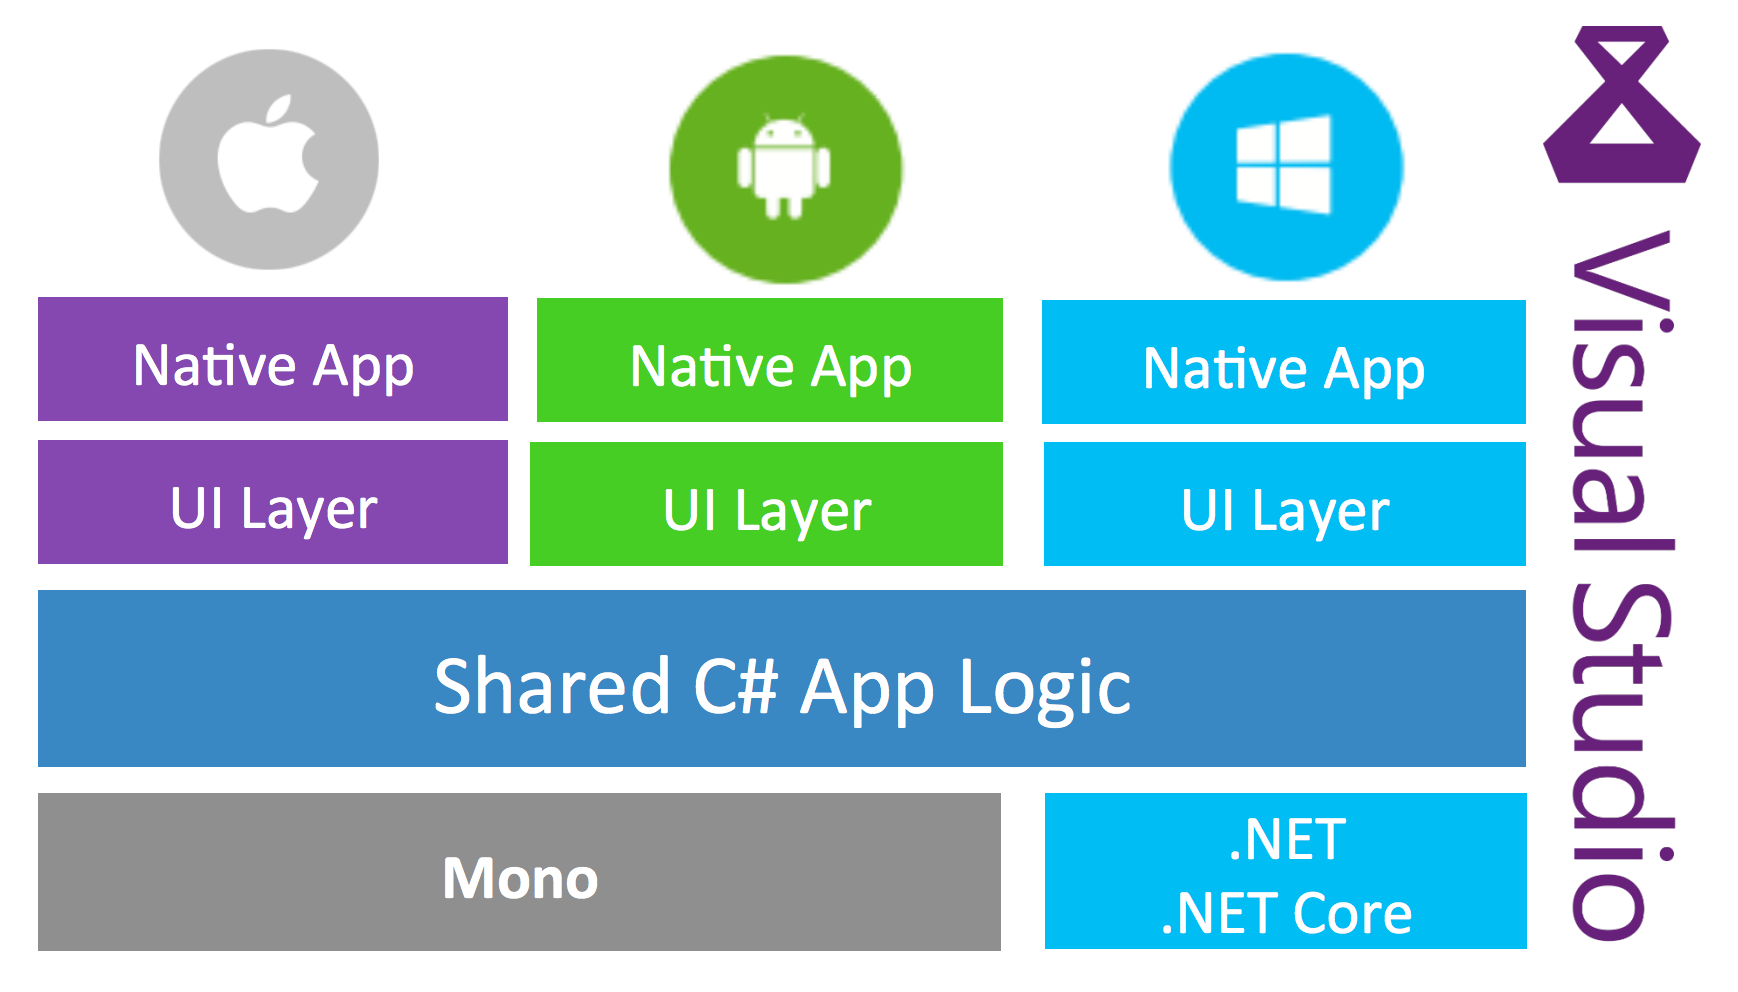 Native App
Native App
Native App
UI Layer
UI Layer
UI Layer
Shared C# App Logic
Mono
.NET
.NET Core
Visual Studio